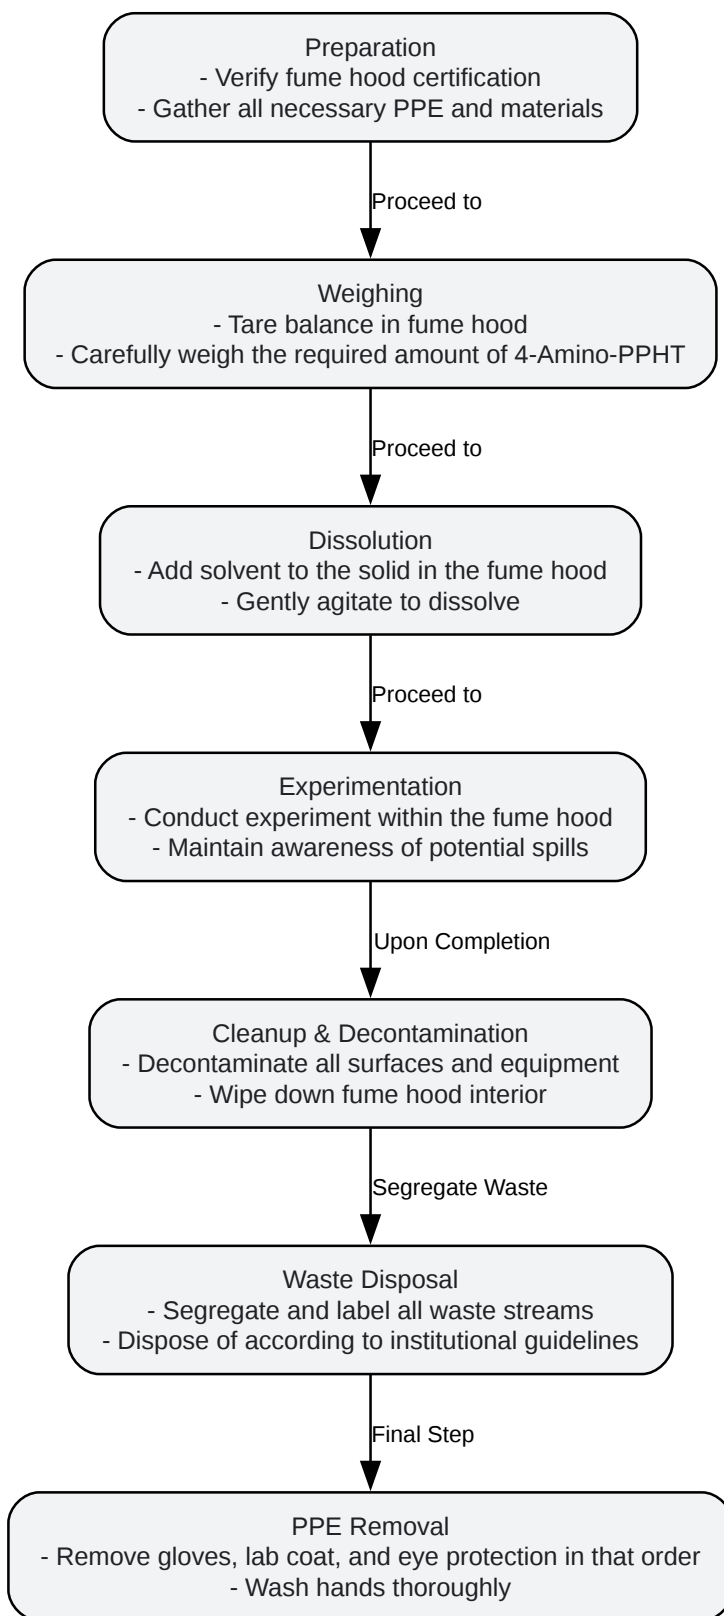 Preparation
- Verify fume hood certification
- Gather all necessary PPE and materials
Proceed to
Weighing
- Tare balance in fume hood
- Carefully weigh the required amount of 4-Amino-PPHT
Proceed to
Dissolution
- Add solvent to the solid in the fume hood
- Gently agitate to dissolve
Proceed to
Experimentation
- Conduct experiment within the fume hood
- Maintain awareness of potential spills
Upon Completion
Cleanup & Decontamination
- Decontaminate all surfaces and equipment
- Wipe down fume hood interior
Segregate Waste
Waste Disposal
- Segregate and label all waste streams
- Dispose of according to institutional guidelines
Final Step
PPE Removal
- Remove gloves, lab coat, and eye protection in that order
- Wash hands thoroughly